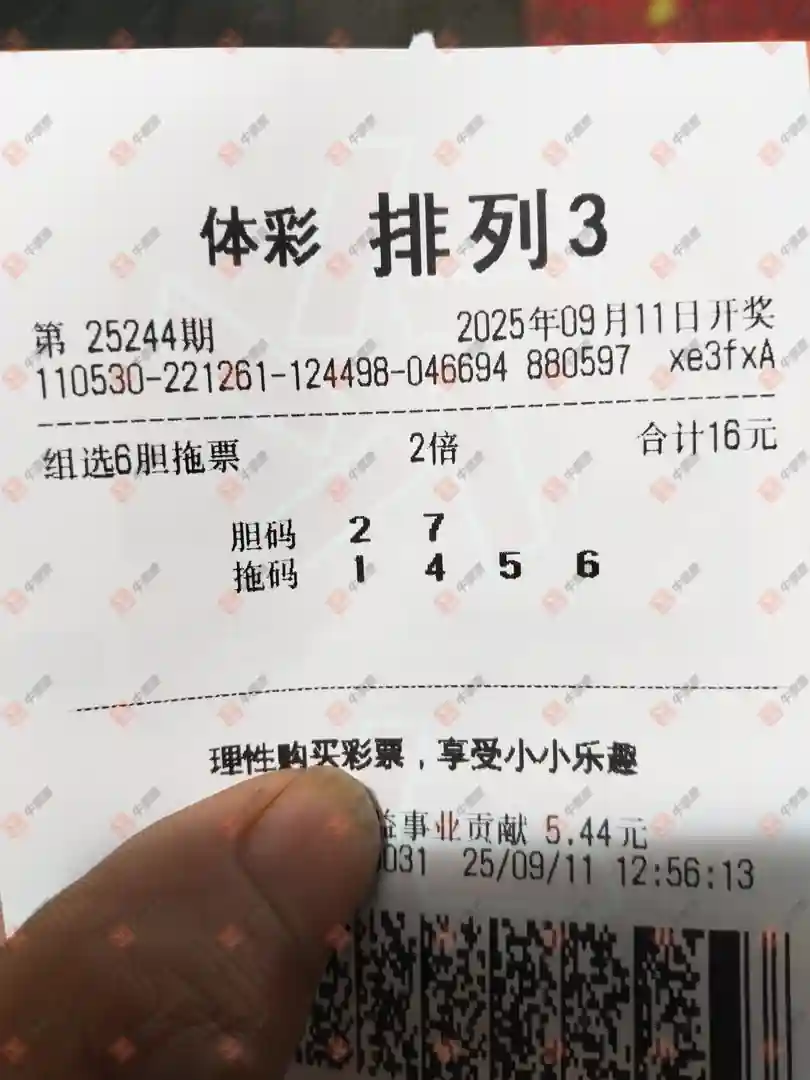 体彩 排列3
第 25244期 2025年09月11日开奖
110530-221261-124498-046694 880597 xe3fxA
组选6胆拖票 2倍 合计16元
胆码 2 7
拖码 1 4 5 6
理性购买彩票，享受小小乐趣
益事业贡献 5.44元
0031 25/09/11 12:56:13